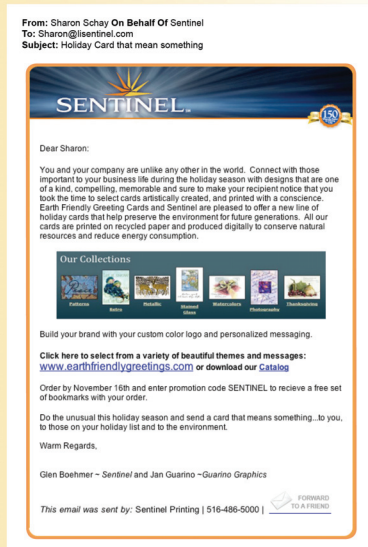 From: Sharon Schay On Behalf Of Sentinel
To: Sharon@lisentinel.com
Subject: Holiday Card that mean something
SENTINEL
150
Dear Sharon:
You and your company are unlike any other in the world. Connect with those
important to your business life during the holiday season with designs that are one
of a kind, compelling, memorable and sure to make your recipient notice that you
took the time to select cards artistically created, and printed with a conscience.
Earth Friendly Greeting Cards and Sentinel are pleased to offer a new line of
holiday cards that help preserve the environment for future generations. All our
cards are printed on recycled paper and produced digitally to conserve natural
resources and reduce energy consumption.
Our Collections
Patterns Retro Metallic Stained Glass Watercolors Photography Thanksgiving
Build your brand with your custom color logo and personalized messaging.
Click here to select from a variety of beautiful themes and messages:
www.earthfriendlygreetings.com or download our Catalog
Order by November 16th and enter promotion code SENTINEL to recieve a free set
of bookmarks with your order.
Do the unusual this holiday season and send a card that means something...to you,
to those on your holiday list and to the environment.
Warm Regards,
Glen Boehmer ~ Sentinel and Jan Guarino ~Guarino Graphics
This email was sent by: Sentinel Printing | 516-486-5000 |
FORWARD
TO A FRIEND